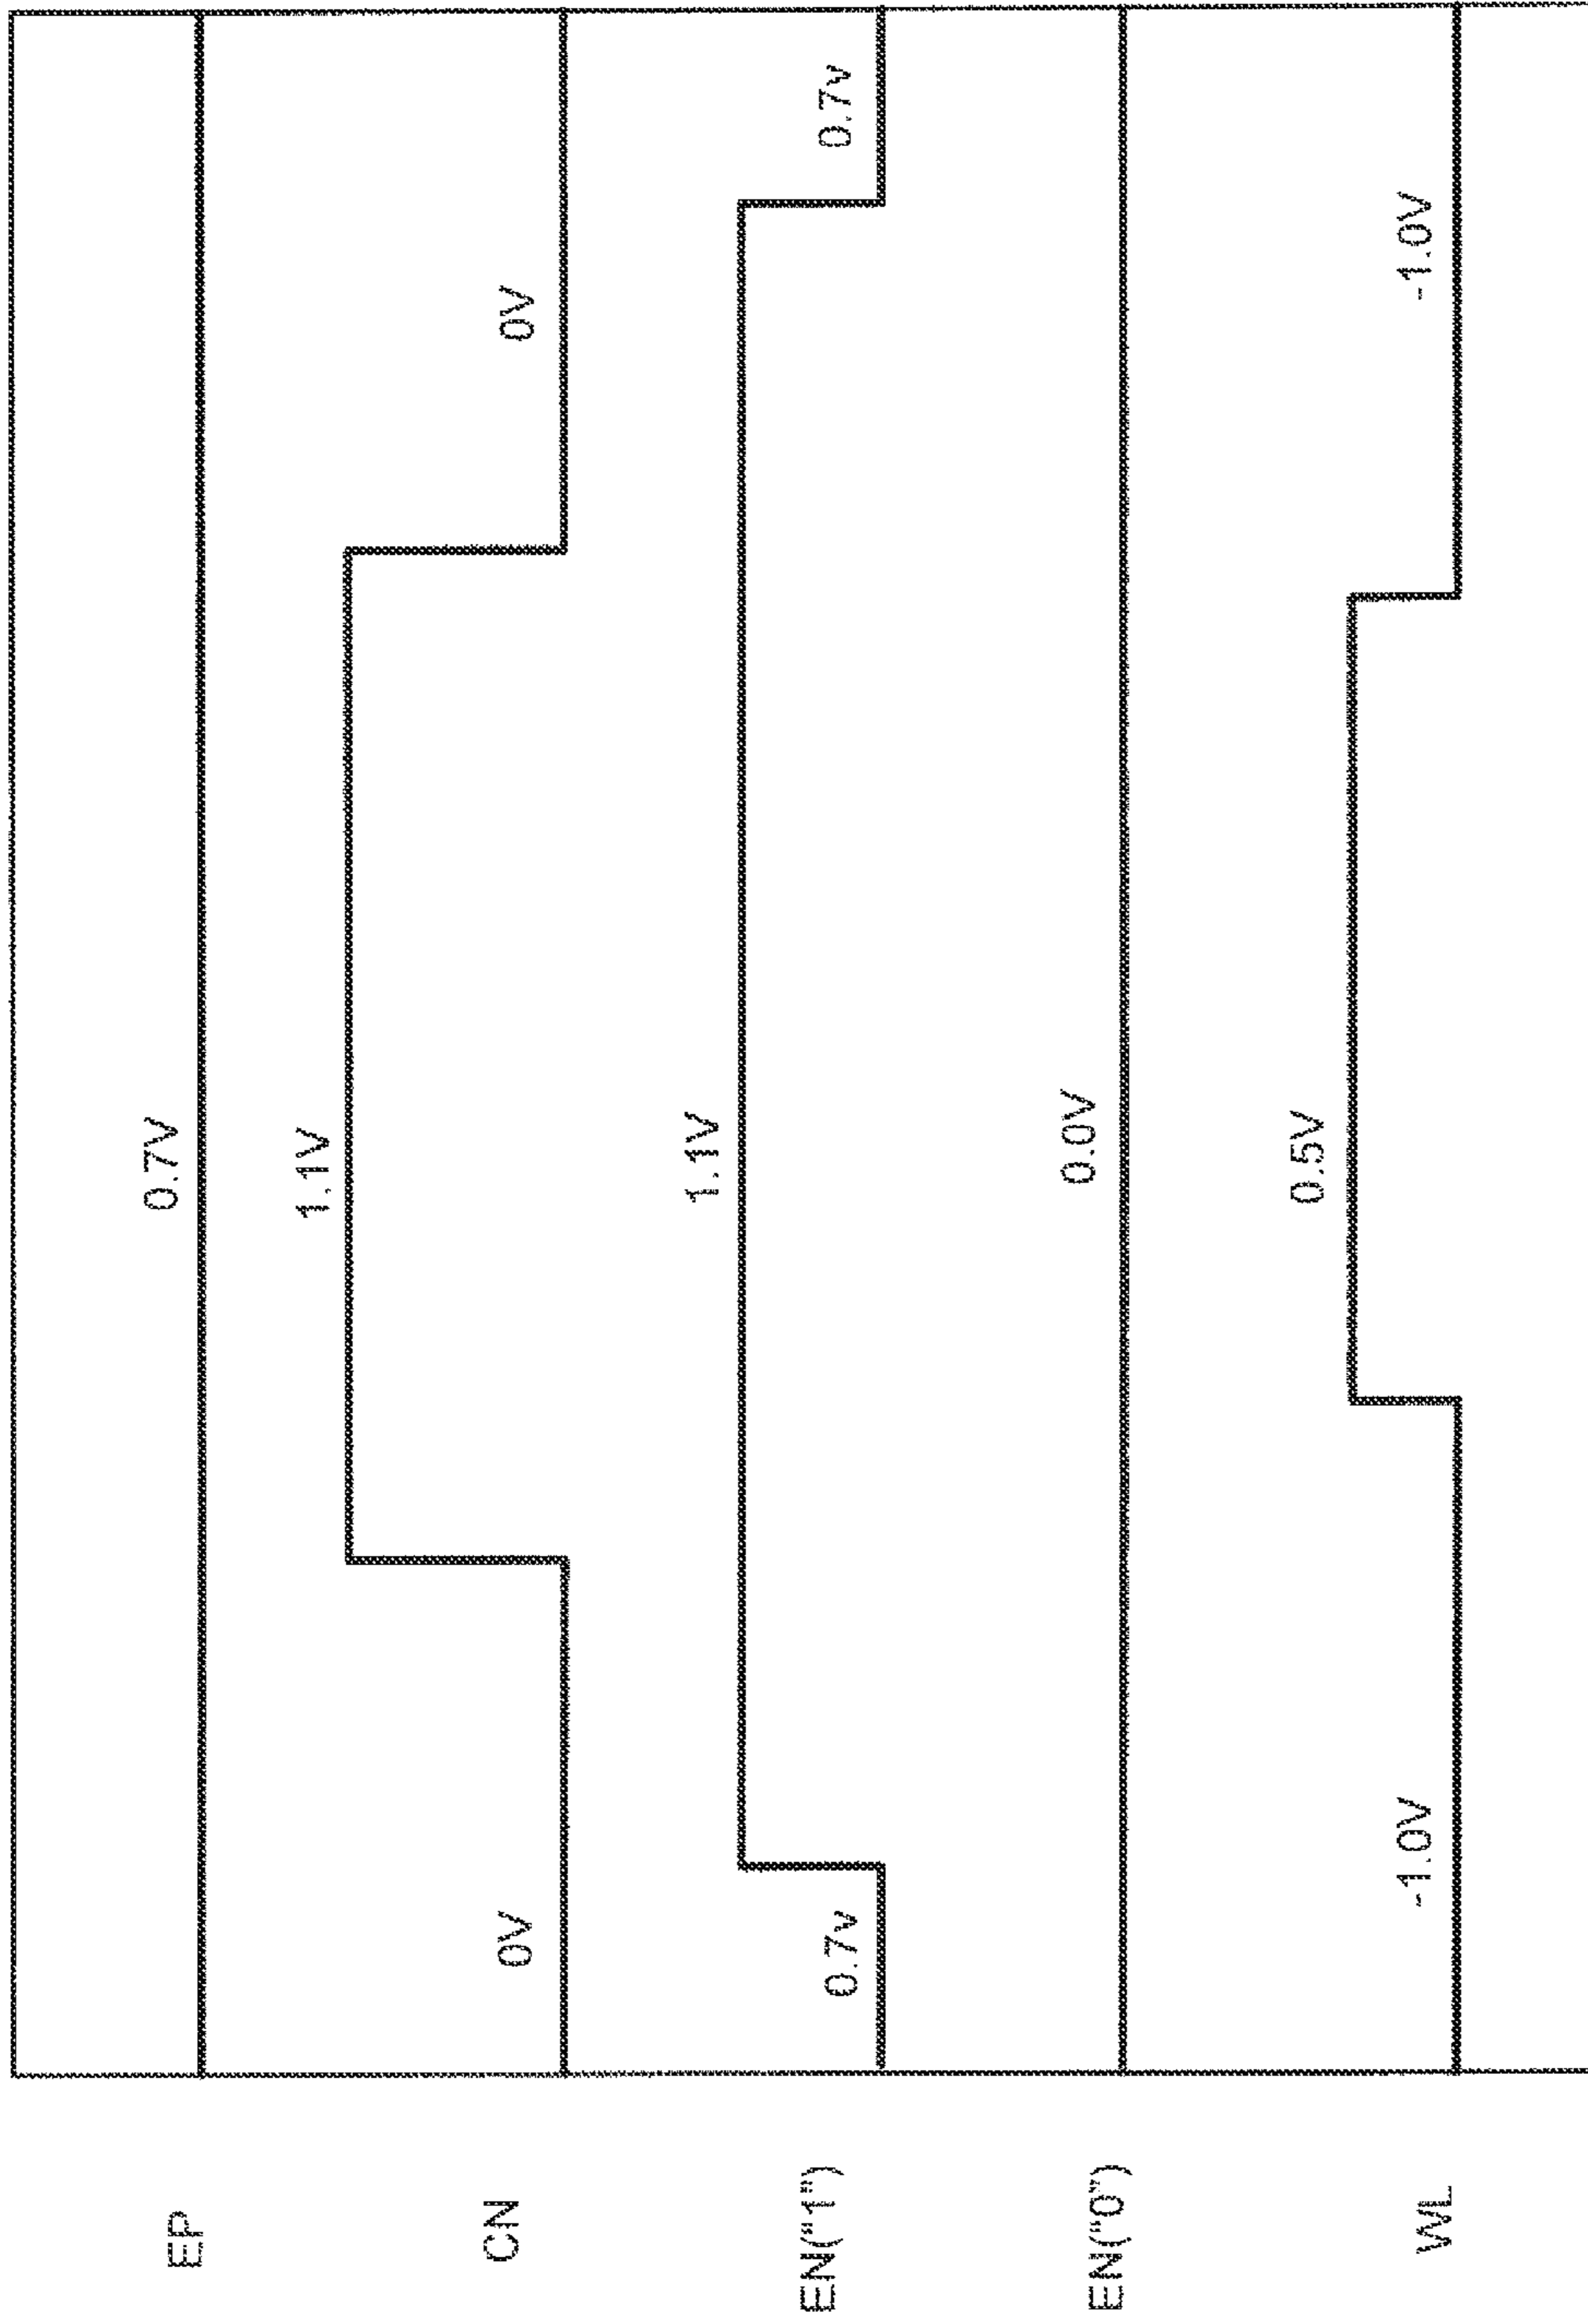 EP
0.7V
CN
0V
1.1V
0V
EN("1")
0.7v
1.1V
0.7v
EN("0")
0.0V
WL
-1.0V
0.5V
-1.0V